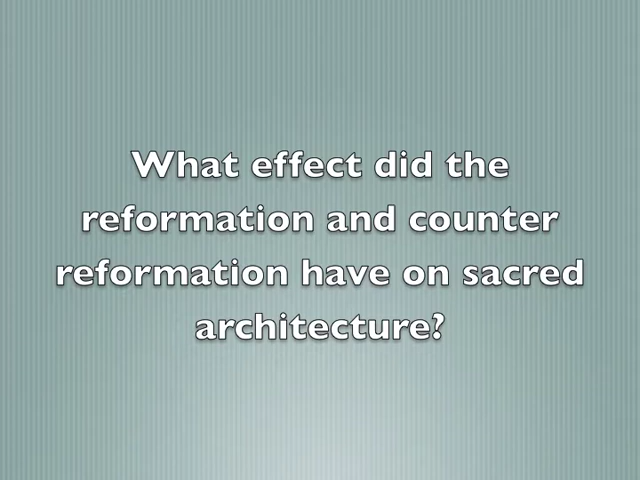 What effect did the
reformation and counter
reformation have on sacred
architecture?